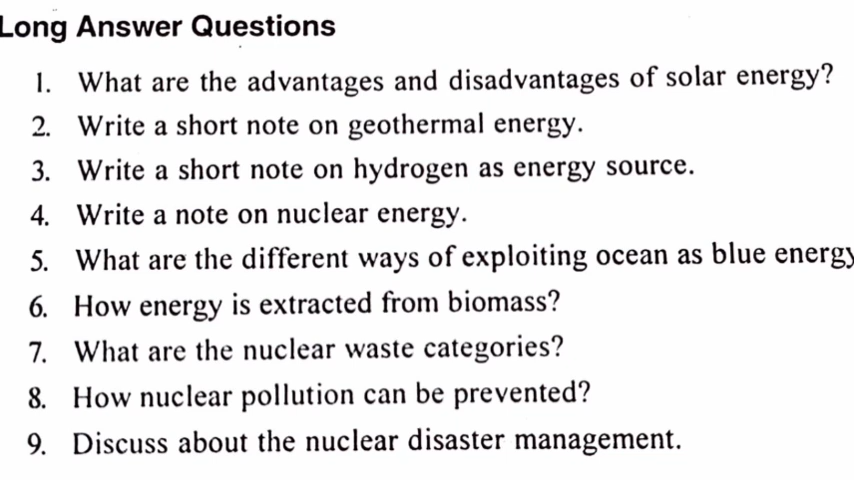 Long Answer Questions
1. What are the advantages and disadvantages of solar energy?
2. Write a short note on geothermal energy.
3. Write a short note on hydrogen as energy source.
4. Write a note on nuclear energy.
5. What are the different ways of exploiting ocean as blue energy
6. How energy is extracted from biomass?
7. What are the nuclear waste categories?
8. How nuclear pollution can be prevented?
9. Discuss about the nuclear disaster management.